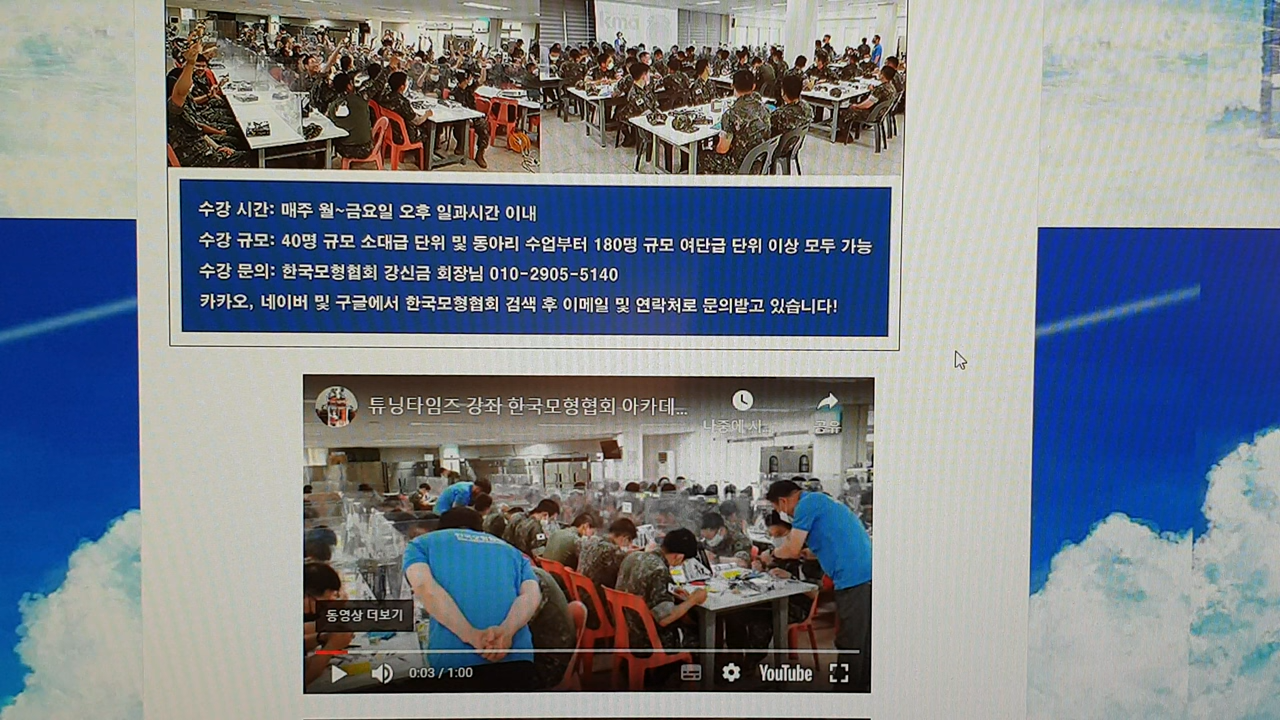 kma
수강 시간: 매주 월~금요일 오후 일과시간 이내
수강 규모: 40명 규모 소대급 단위 및 동아리 수업부터 180명 규모 여단급 단위 이상 모두 가능
수강 문의: 한국모형협회 강신금 회장님 010-2905-5140
카카오, 네이버 및 구글에서 한국모형협회 검색 후 이메일 및 연락처로 문의받고 있습니다!
튜닝타임즈 강좌 한국모형협회 아카데...
나중에 시...
공유
한국모형협회
동영상 더보기
0:03 / 1:00
YouTube